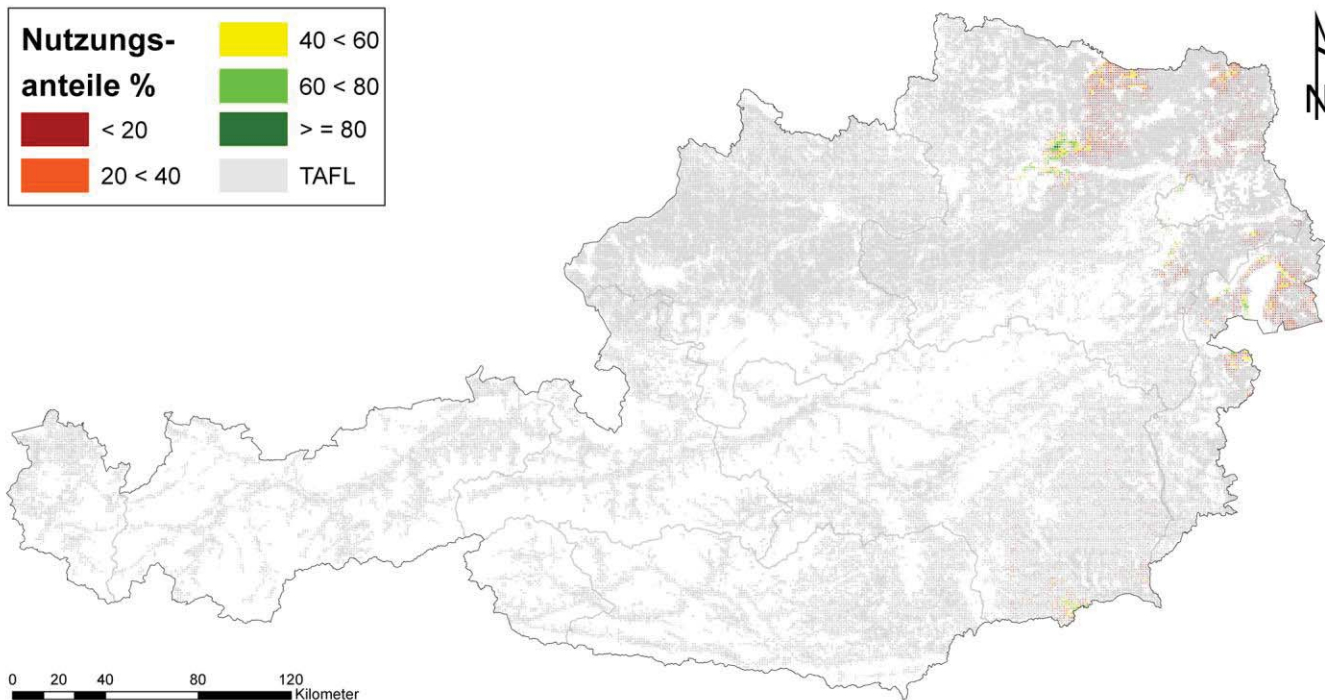 Nutzungs-
anteile %
< 20
20 < 40
40 < 60
60 < 80
> = 80
TAFL
N
0 20 40 80 120
Kilometer